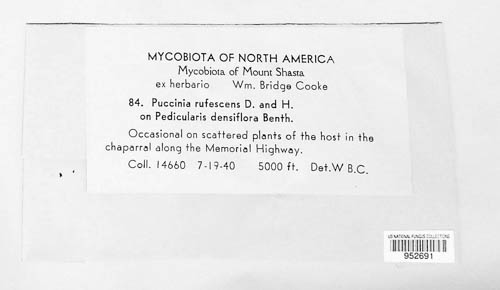 MYCOBIOTA OF NORTH AMERICA
Mycobiota of Mount Shasta
ex herbario Wm. Bridge Cooke
84. Puccinia rufescens D. and H.
on Pedicularis densiflora Benth.
Occasional on scattered plants of the host in the
chaparral along the Memorial Highway.
Coll. 14660 7-19-40 5000 ft. Det. W B.C.
US NATIONAL FUNGUS COLLECTIONS
952691